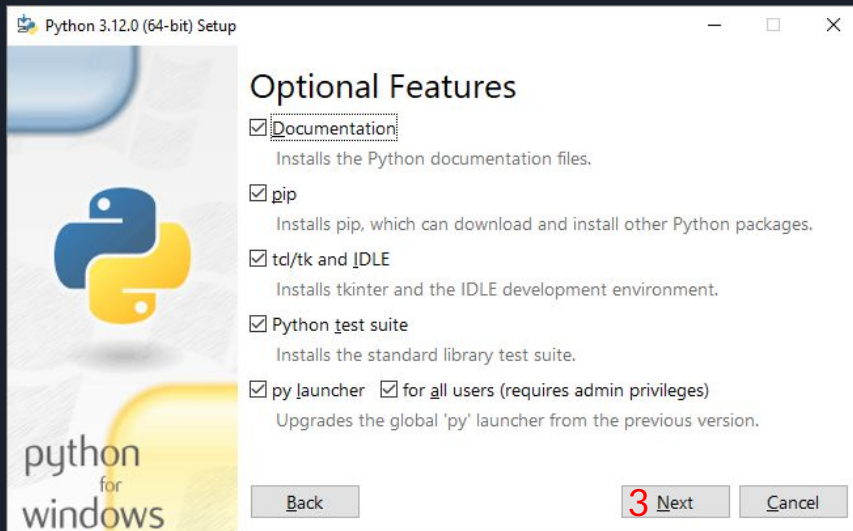 Python 3.12.0 (64-bit) Setup
Optional Features
Documentation
Installs the Python documentation files.
pip
Installs pip, which can download and install other Python packages.
tcl/tk and IDLE
Installs tkinter and the IDLE development environment.
Python test suite
Installs the standard library test suite.
py launcher for all users (requires admin privileges)
Upgrades the global 'py' launcher from the previous version.
python
for
windows
Back 3 Next Cancel